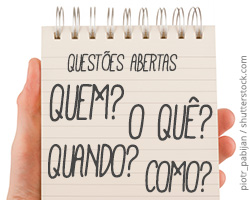 QUESTÕES ABERTAS
QUEM?
O QUÊ?
QUANDO?
COMO?
piotr_pabijan / shutterstock.com